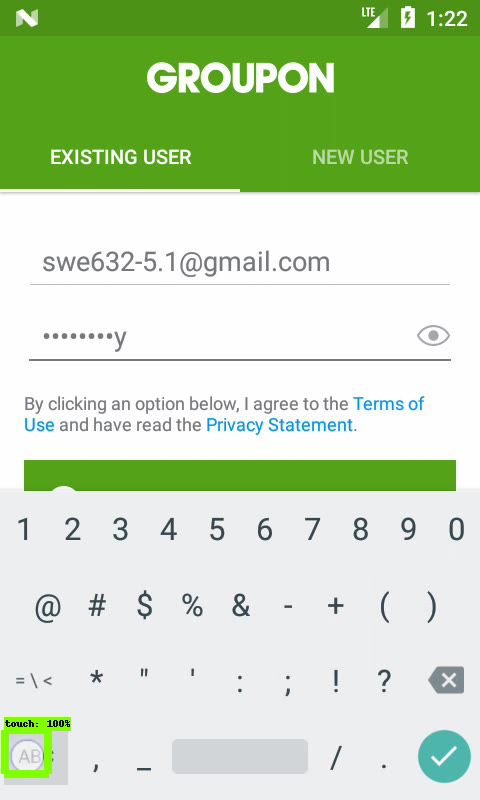 LTE 1:22
GROUPON
EXISTING USER NEW USER
swe632-5.1@gmail.com
••••••••y
By clicking an option below, I agree to the Terms of
Use and have read the Privacy Statement.
1 2 3 4 5 6 7 8 9 0
@ # $ % & - + ( )
= \ < * " ' : ; ! ?
touch: 100%
ABC , _ / .